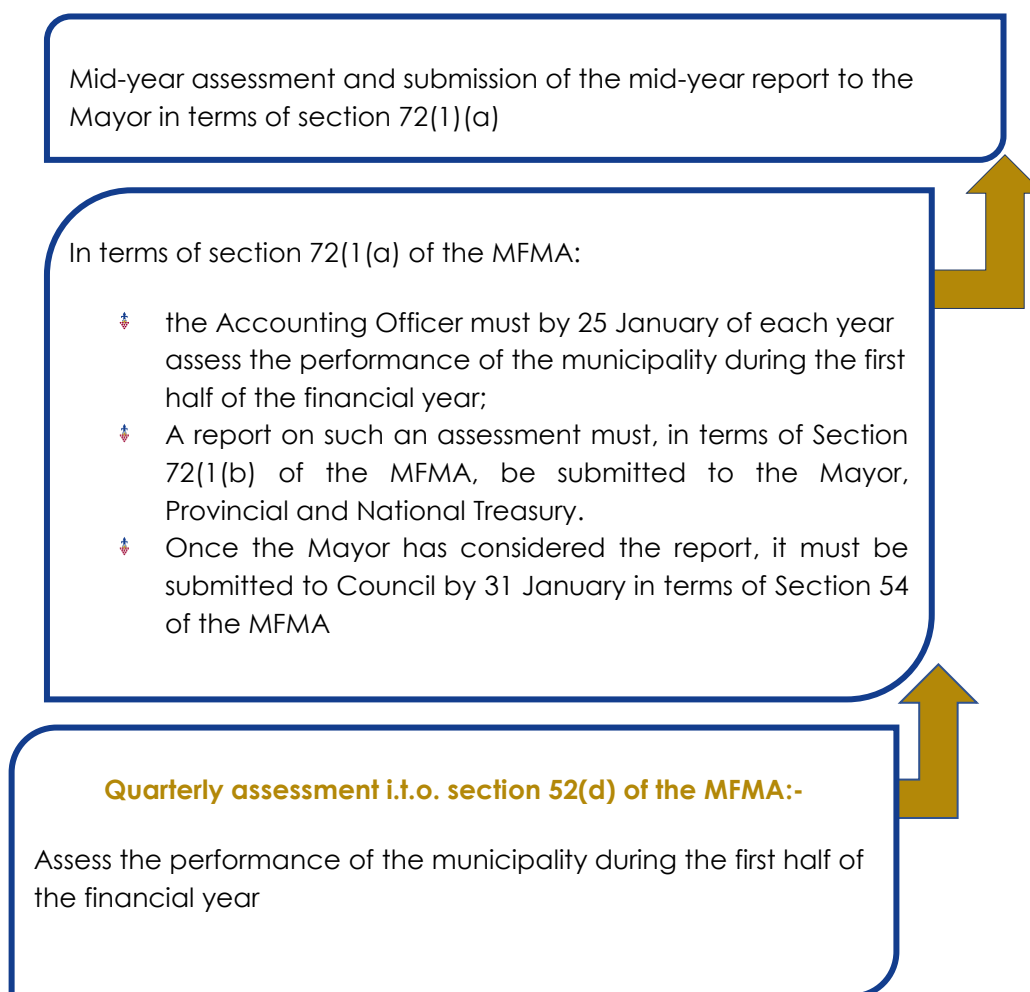 Mid-year assessment and submission of the mid-year report to the
Mayor in terms of section 72(1)(a)
In terms of section 72(1(a) of the MFMA:
the Accounting Officer must by 25 January of each year
assess the performance of the municipality during the first
half of the financial year;
A report on such an assessment must, in terms of Section
72(1(b) of the MFMA, be submitted to the Mayor,
Provincial and National Treasury.
Once the Mayor has considered the report, it must be
submitted to Council by 31 January in terms of Section 54
of the MFMA
Quarterly assessment i.t.o. section 52(d) of the MFMA:-
Assess the performance of the municipality during the first half of
the financial year